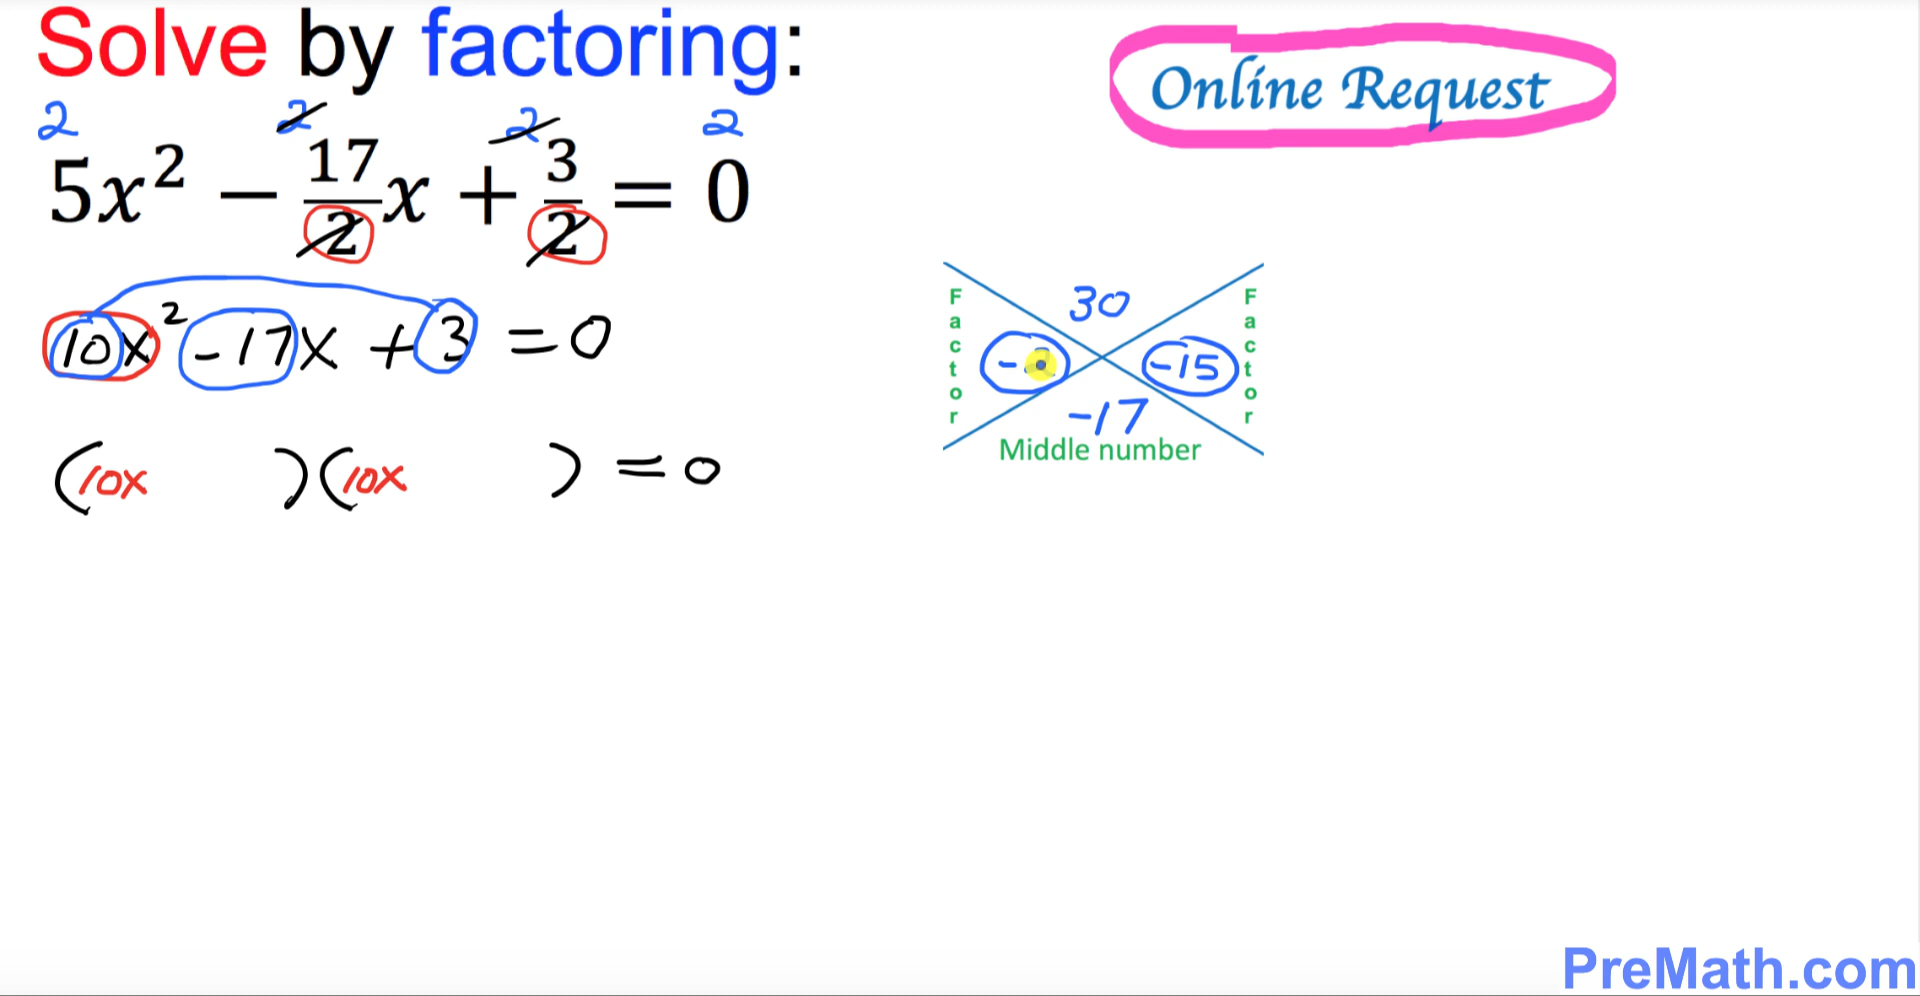 Solve by factoring:
Online Request
2 2 2 2
5x² − 17/2 x + 3/2 = 0
10x² -17x + 3 = 0
(10x )(10x ) = 0
30
Factor
Factor
- -15
-17
Middle number
PreMath.com